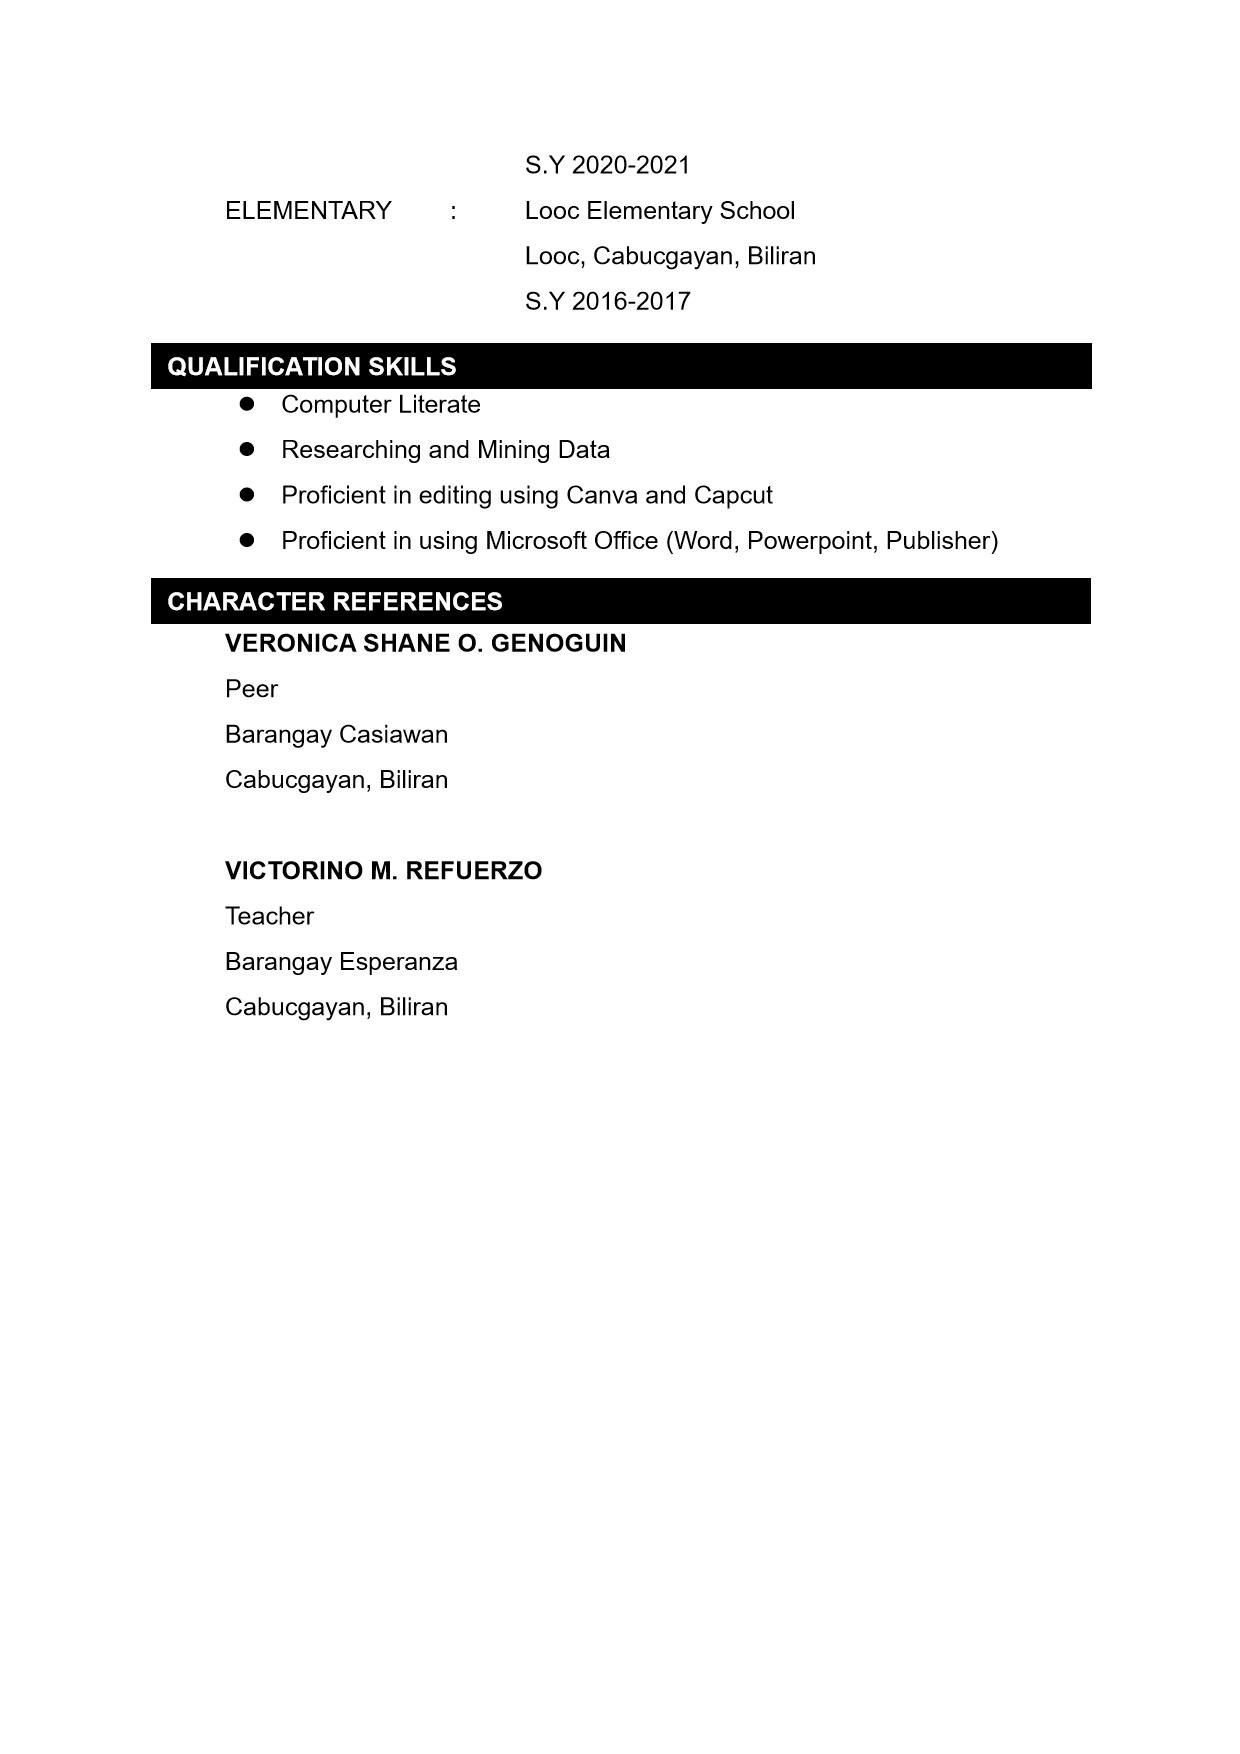 S.Y 2020-2021
ELEMENTARY : Looc Elementary School
Looc, Cabucgayan, Biliran
S.Y 2016-2017
QUALIFICATION SKILLS
● Computer Literate
● Researching and Mining Data
● Proficient in editing using Canva and Capcut
● Proficient in using Microsoft Office (Word, Powerpoint, Publisher)
CHARACTER REFERENCES
VERONICA SHANE O. GENOGUIN
Peer
Barangay Casiawan
Cabucgayan, Biliran
VICTORINO M. REFUERZO
Teacher
Barangay Esperanza
Cabucgayan, Biliran